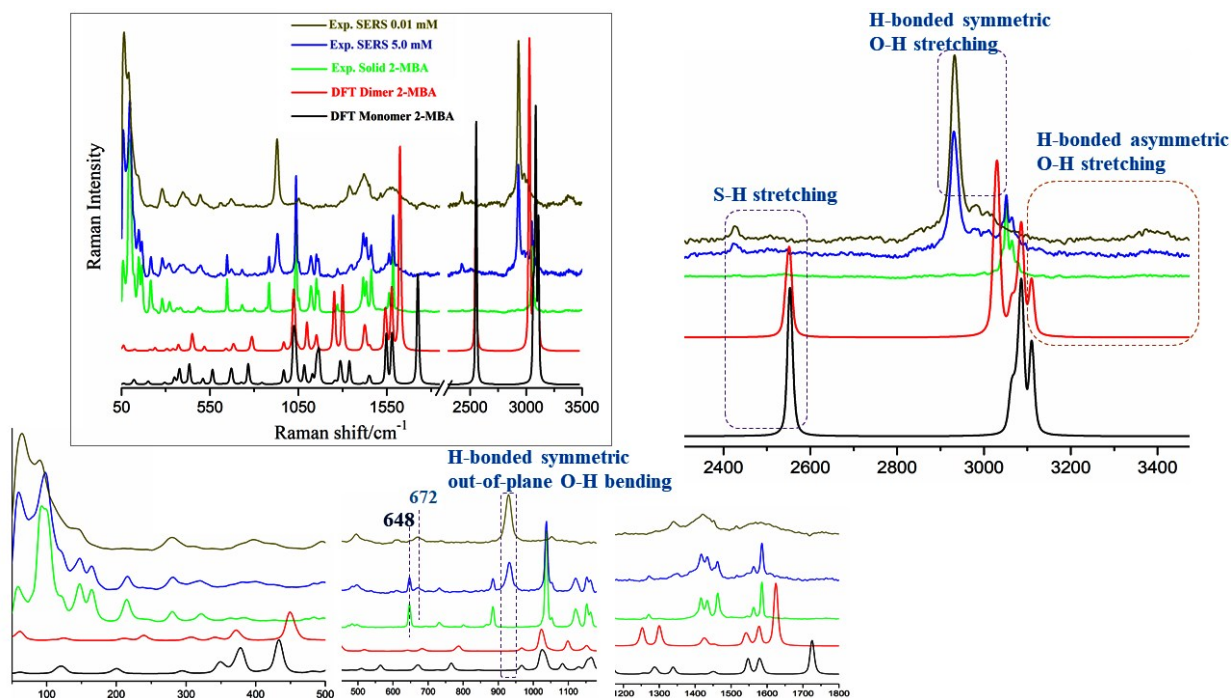 Exp. SERS 0.01 mM
Exp. SERS 5.0 mM
Exp. Solid 2-MBA
DFT Dimer 2-MBA
DFT Monomer 2-MBA
Raman Intensity
50 550 1050 1550 2500 3000 3500
Raman shift/cm-1
H-bonded symmetric
O-H stretching
H-bonded asymmetric
O-H stretching
S-H stretching
2400 2600 2800 3000 3200 3400
H-bonded symmetric
out-of-plane O-H bending
672
648
100 200 300 400 500
500 600 700 800 900 1000 1100
1200 1300 1400 1500 1600 1700 1800